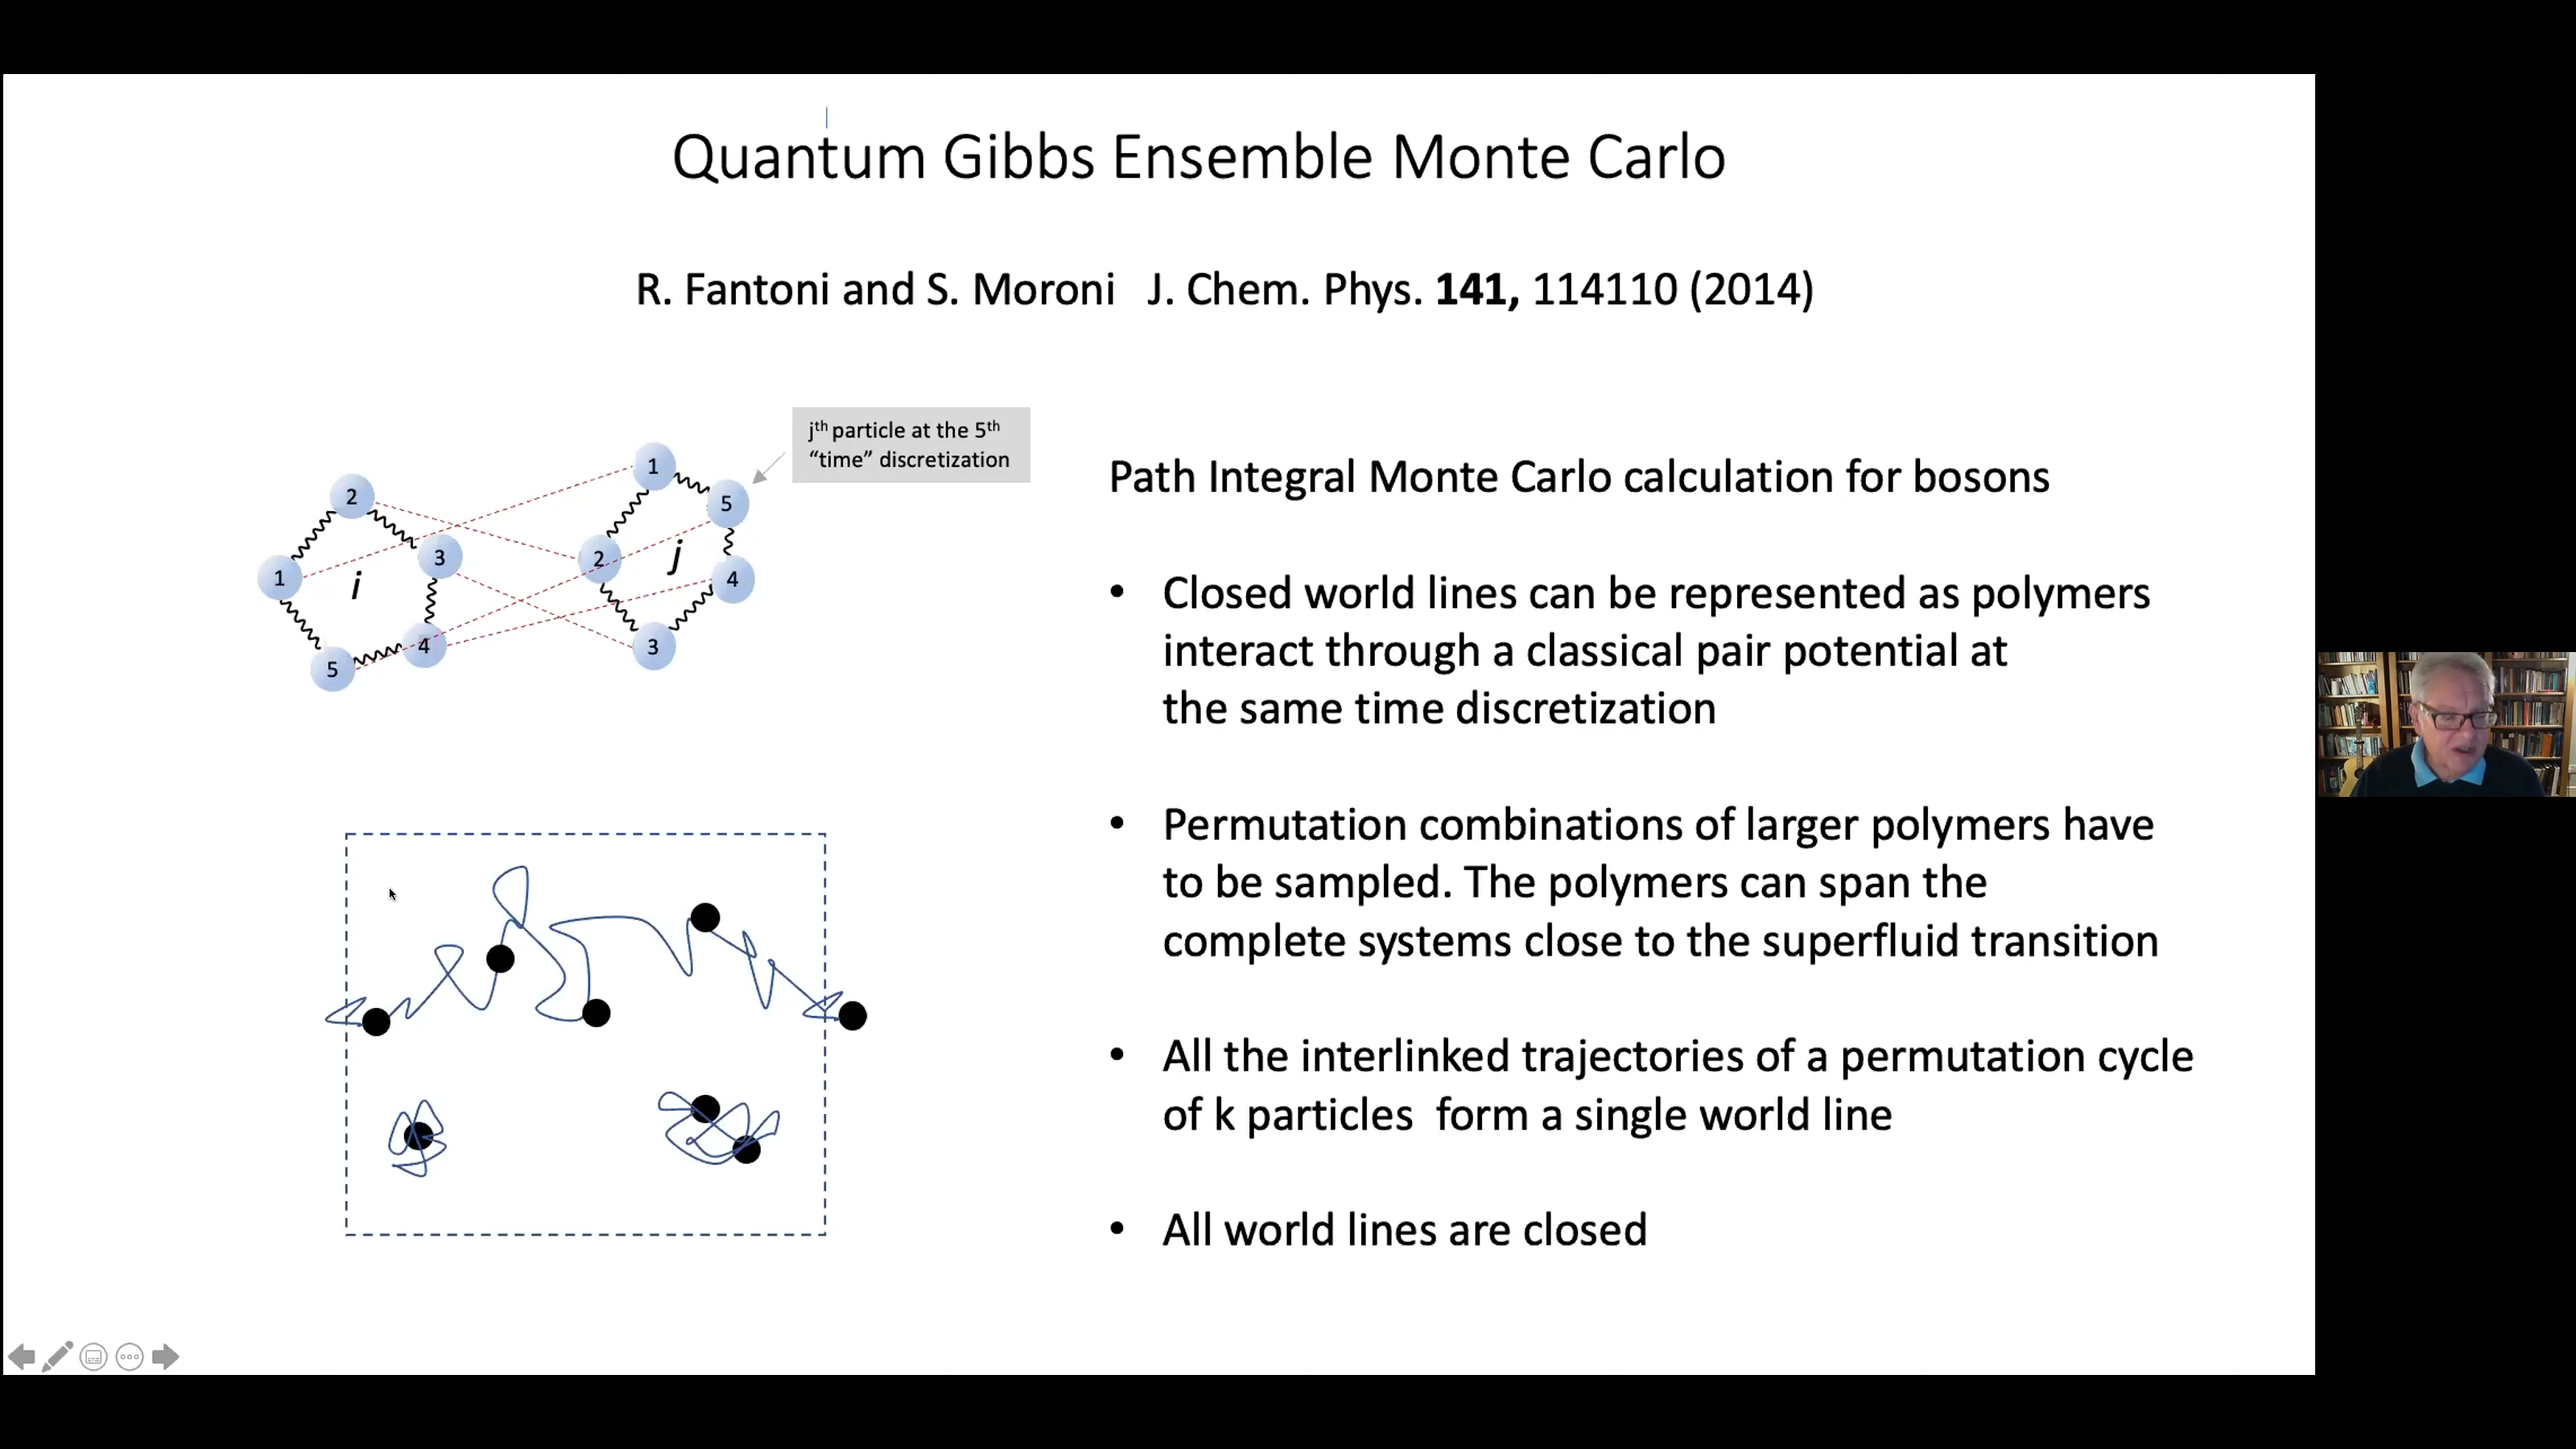 Quantum Gibbs Ensemble Monte Carlo
R. Fantoni and S. Moroni J. Chem. Phys. 141, 114110 (2014)
jth particle at the 5th
“time” discretization
1
2
3
4
5
i
1
2
3
4
5
j
Path Integral Monte Carlo calculation for bosons
• Closed world lines can be represented as polymers
interact through a classical pair potential at
the same time discretization
• Permutation combinations of larger polymers have
to be sampled. The polymers can span the
complete systems close to the superfluid transition
• All the interlinked trajectories of a permutation cycle
of k particles form a single world line
• All world lines are closed